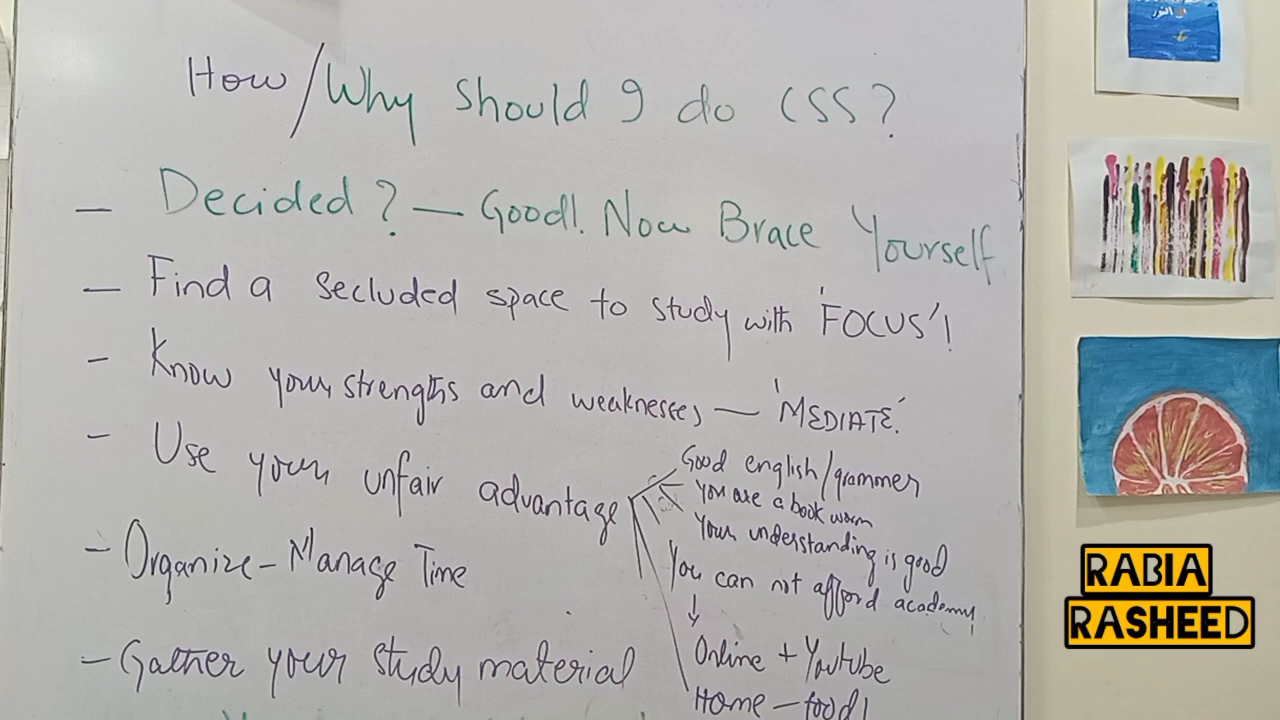 How/Why should I do CSS?
– Decided? – Good! Now Brace Yourself
– Find a secluded space to study with 'FOCUS'!
– Know your strengths and weaknesses – 'MEDIATE'.
– Use your unfair advantage
Good english/grammer
You are a book worm
Your understanding is good
You can not afford academy
↓
Online + Youtube
Home – food!
– Organize – Manage Time
– Gather your study material
RABIA
RASHEED